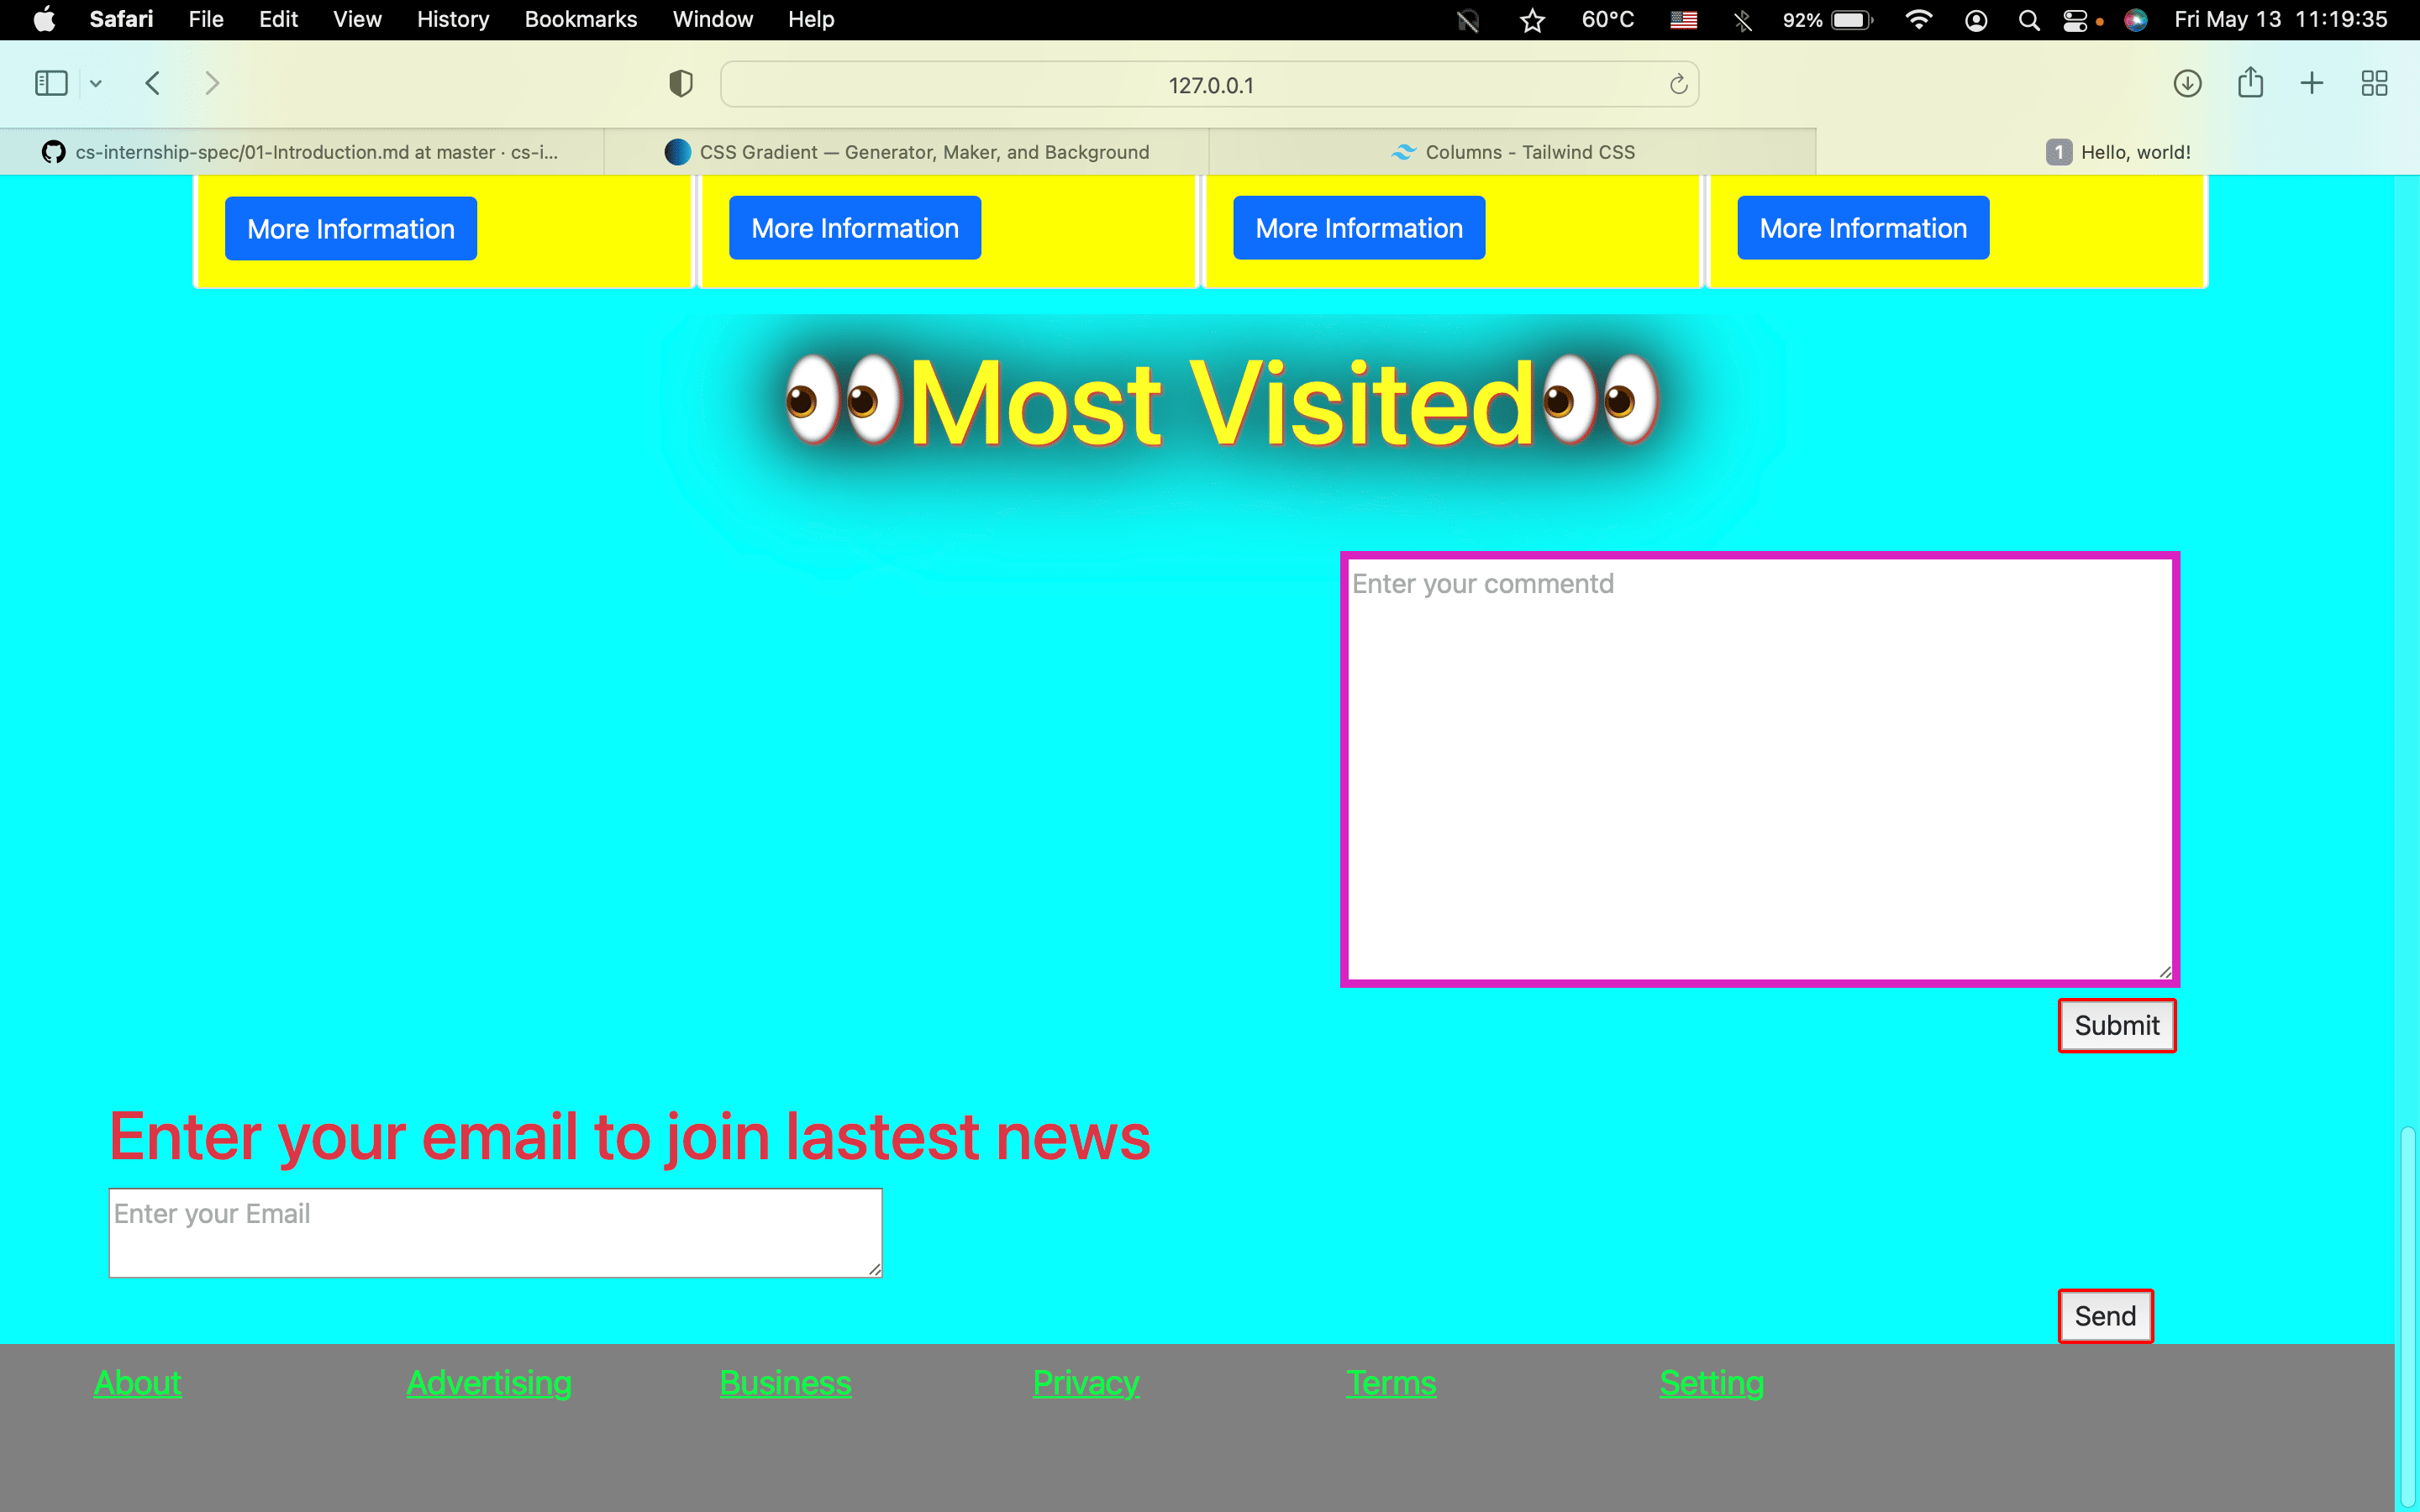 Safari File Edit View History Bookmarks Window Help 60°C 92% Fri May 13 11:19:35
127.0.0.1
cs-internship-spec/01-Introduction.md at master · cs-i... CSS Gradient — Generator, Maker, and Background Columns - Tailwind CSS 1 Hello, world!
More Information More Information More Information More Information
👀Most Visited👀
Enter your commentd
Submit
Enter your email to join lastest news
Enter your Email
Send
About Advertising Business Privacy Terms Setting